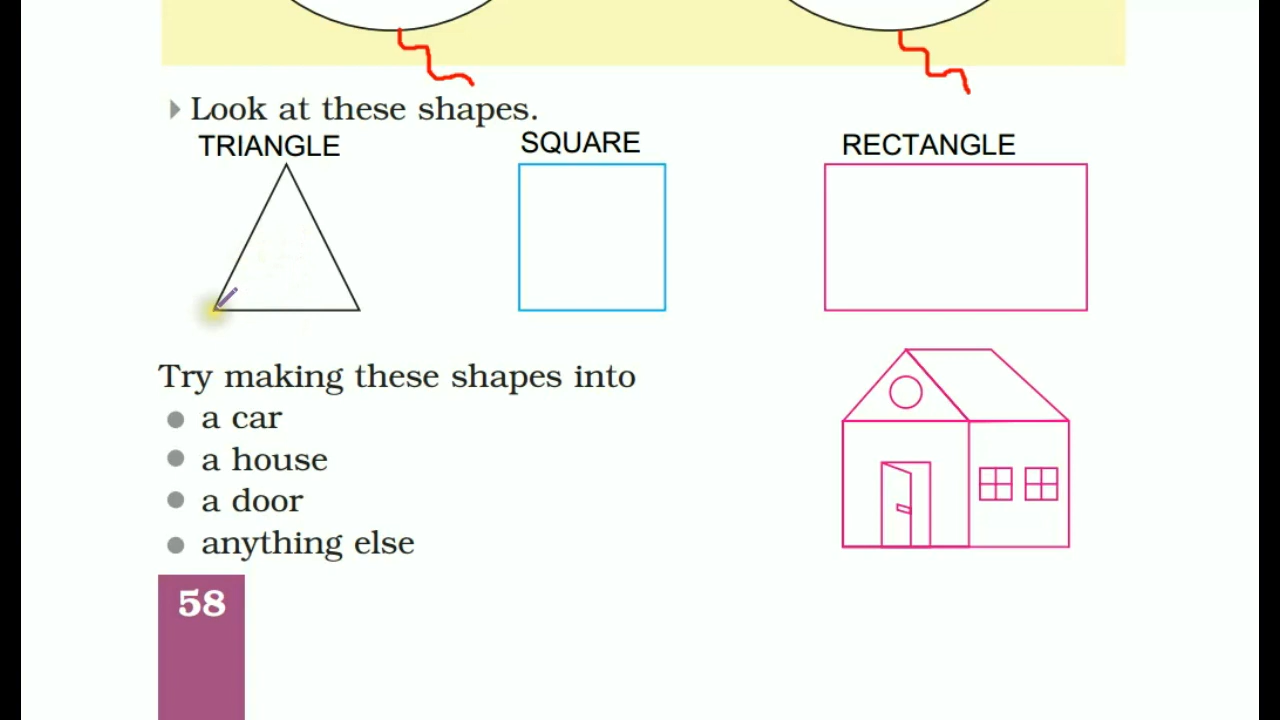 Look at these shapes.
TRIANGLE
SQUARE
RECTANGLE
Try making these shapes into
a car
a house
a door
anything else
58